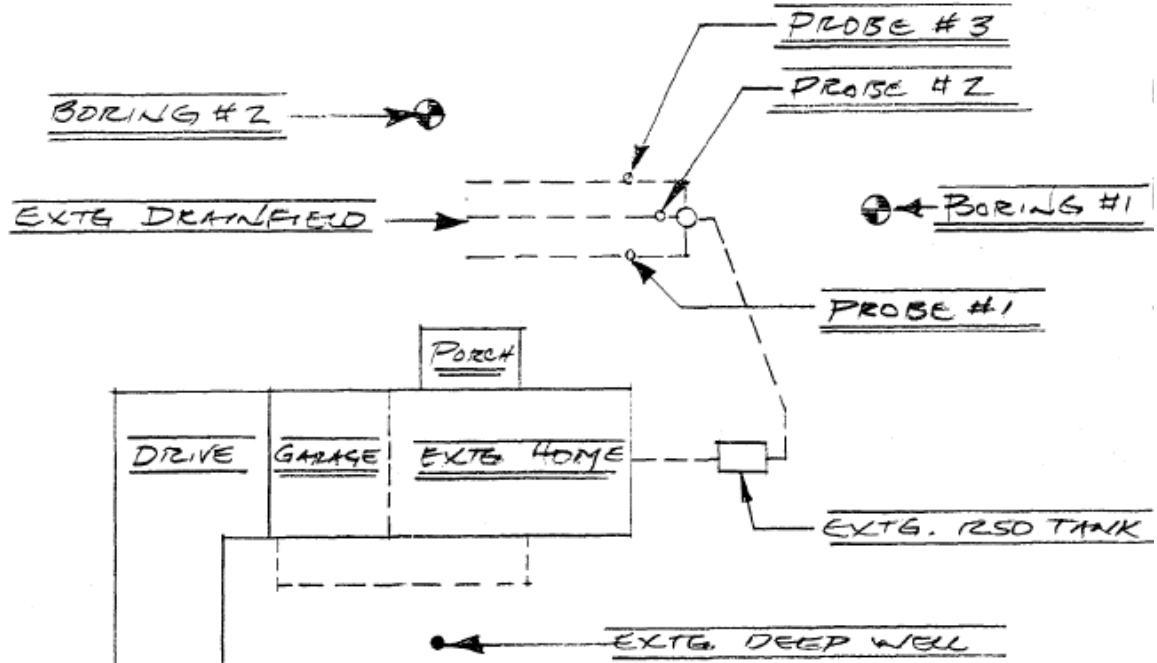 PROBE #3
PROBE #2
BORING #2
EXTG DRAINFIELD
BORING #1
PROBE #1
PORCH
DRIVE
GARAGE
EXTG HOME
EXTG. 1250 TANK
EXTG. DEEP WELL